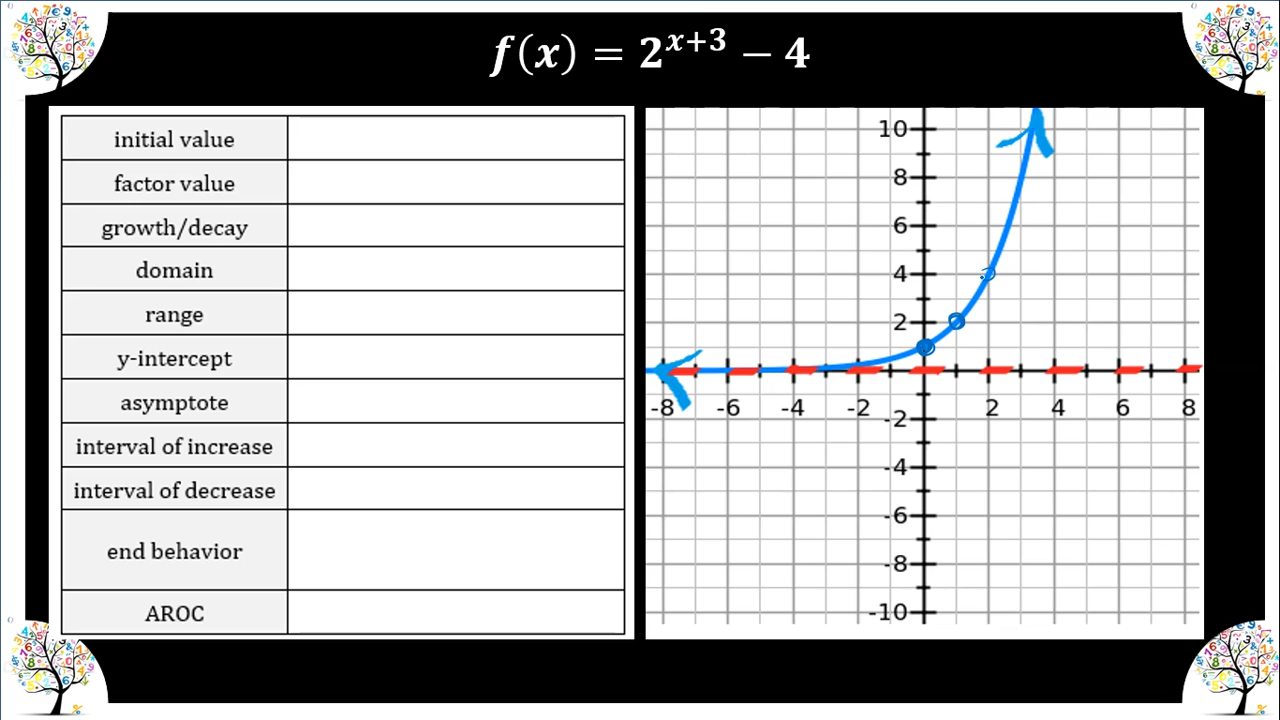 f(x) = 2^{x+3} − 4
initial value
factor value
growth/decay
domain
range
y-intercept
asymptote
interval of increase
interval of decrease
end behavior
AROC
10
8
6
4
2
-8 -6 -4 -2 2 4 6 8
-2
-4
-6
-8
-10